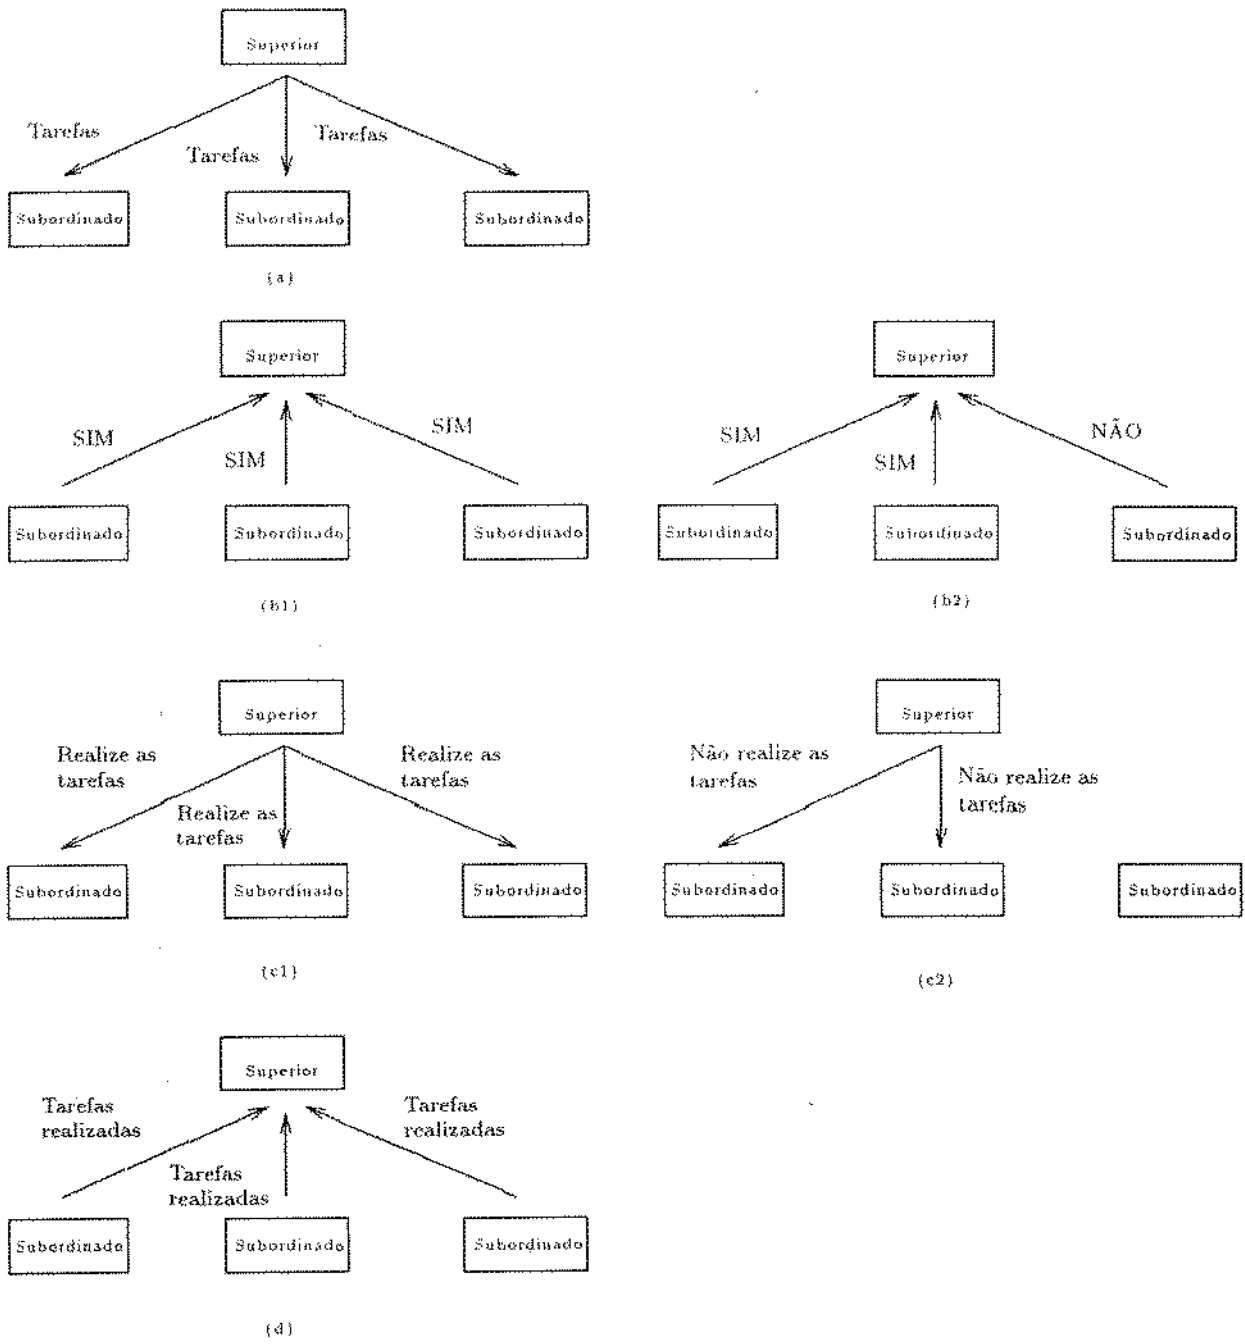 Superior
Tarefas
Tarefas
Tarefas
Subordinado
Subordinado
Subordinado
(a)
Superior
SIM
SIM
SIM
Subordinado
Subordinado
Subordinado
(b1)
Superior
SIM
SIM
NÃO
Subordinado
Subordinado
Subordinado
(b2)
Superior
Realize as
tarefas
Realize as
tarefas
Realize as
tarefas
Subordinado
Subordinado
Subordinado
(c1)
Superior
Não realize as
tarefas
Não realize as
tarefas
Subordinado
Subordinado
Subordinado
(c2)
Superior
Tarefas
realizadas
Tarefas
realizadas
Tarefas
realizadas
Subordinado
Subordinado
Subordinado
(d)